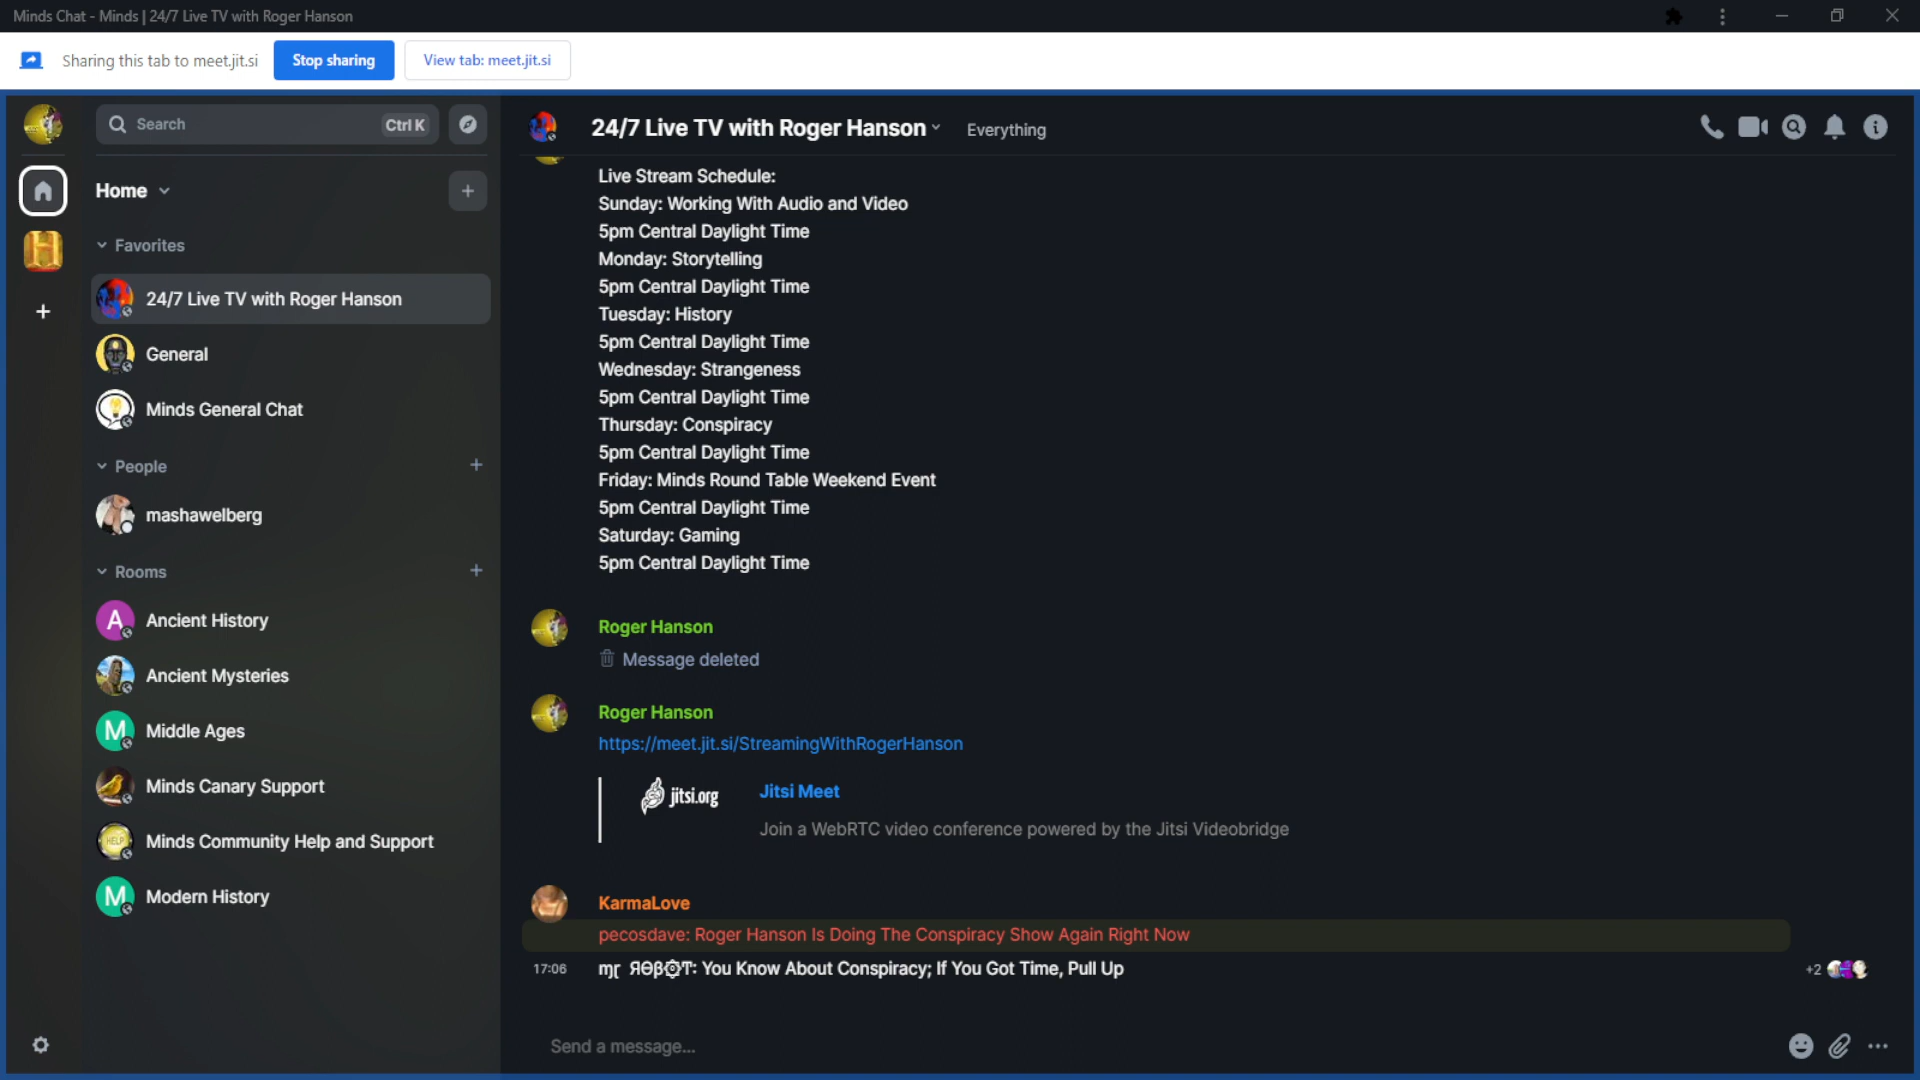 Minds Chat - Minds | 24/7 Live TV with Roger Hanson
Sharing this tab to meet.jit.si
Stop sharing
View tab: meet.jit.si
Search
Ctrl K
Home
Favorites
24/7 Live TV with Roger Hanson
General
Minds General Chat
People
mashawelberg
Rooms
A
Ancient History
Ancient Mysteries
M
Middle Ages
Minds Canary Support
HELP
Minds Community Help and Support
M
Modern History
24/7 Live TV with Roger Hanson
Everything
Live Stream Schedule:
Sunday: Working With Audio and Video
5pm Central Daylight Time
Monday: Storytelling
5pm Central Daylight Time
Tuesday: History
5pm Central Daylight Time
Wednesday: Strangeness
5pm Central Daylight Time
Thursday: Conspiracy
5pm Central Daylight Time
Friday: Minds Round Table Weekend Event
5pm Central Daylight Time
Saturday: Gaming
5pm Central Daylight Time
Roger Hanson
Message deleted
Roger Hanson
https://meet.jit.si/StreamingWithRogerHanson
jitsi.org
Jitsi Meet
Join a WebRTC video conference powered by the Jitsi Videobridge
KarmaLove
pecosdave: Roger Hanson Is Doing The Conspiracy Show Again Right Now
17:06
You Know About Conspiracy; If You Got Time, Pull Up
+2
Send a message...